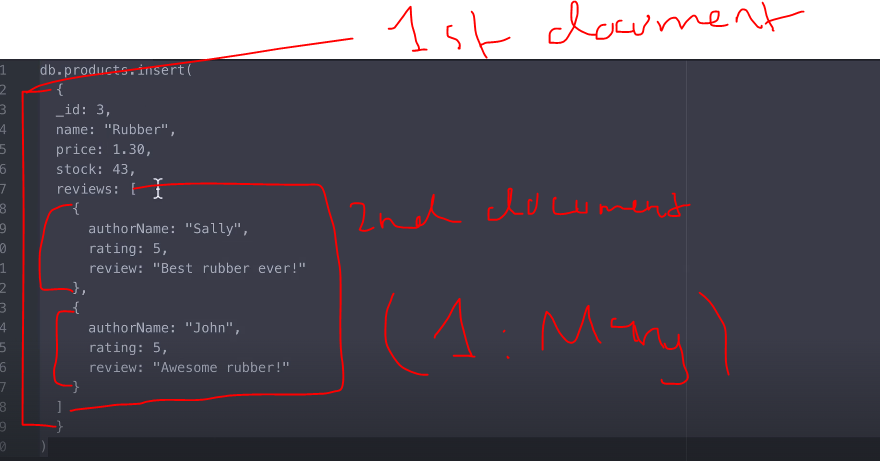 1st document
1 db.products.insert(
2 {
3 _id: 3,
4 name: "Rubber",
5 price: 1.30,
6 stock: 43,
7 reviews: [
8 {
9 authorName: "Sally",
0 rating: 5,
1 review: "Best rubber ever!"
2 },
3 {
4 authorName: "John",
5 rating: 5,
6 review: "Awesome rubber!"
7 }
8 ]
9 }
0 )
2nd document
(1 : Many)